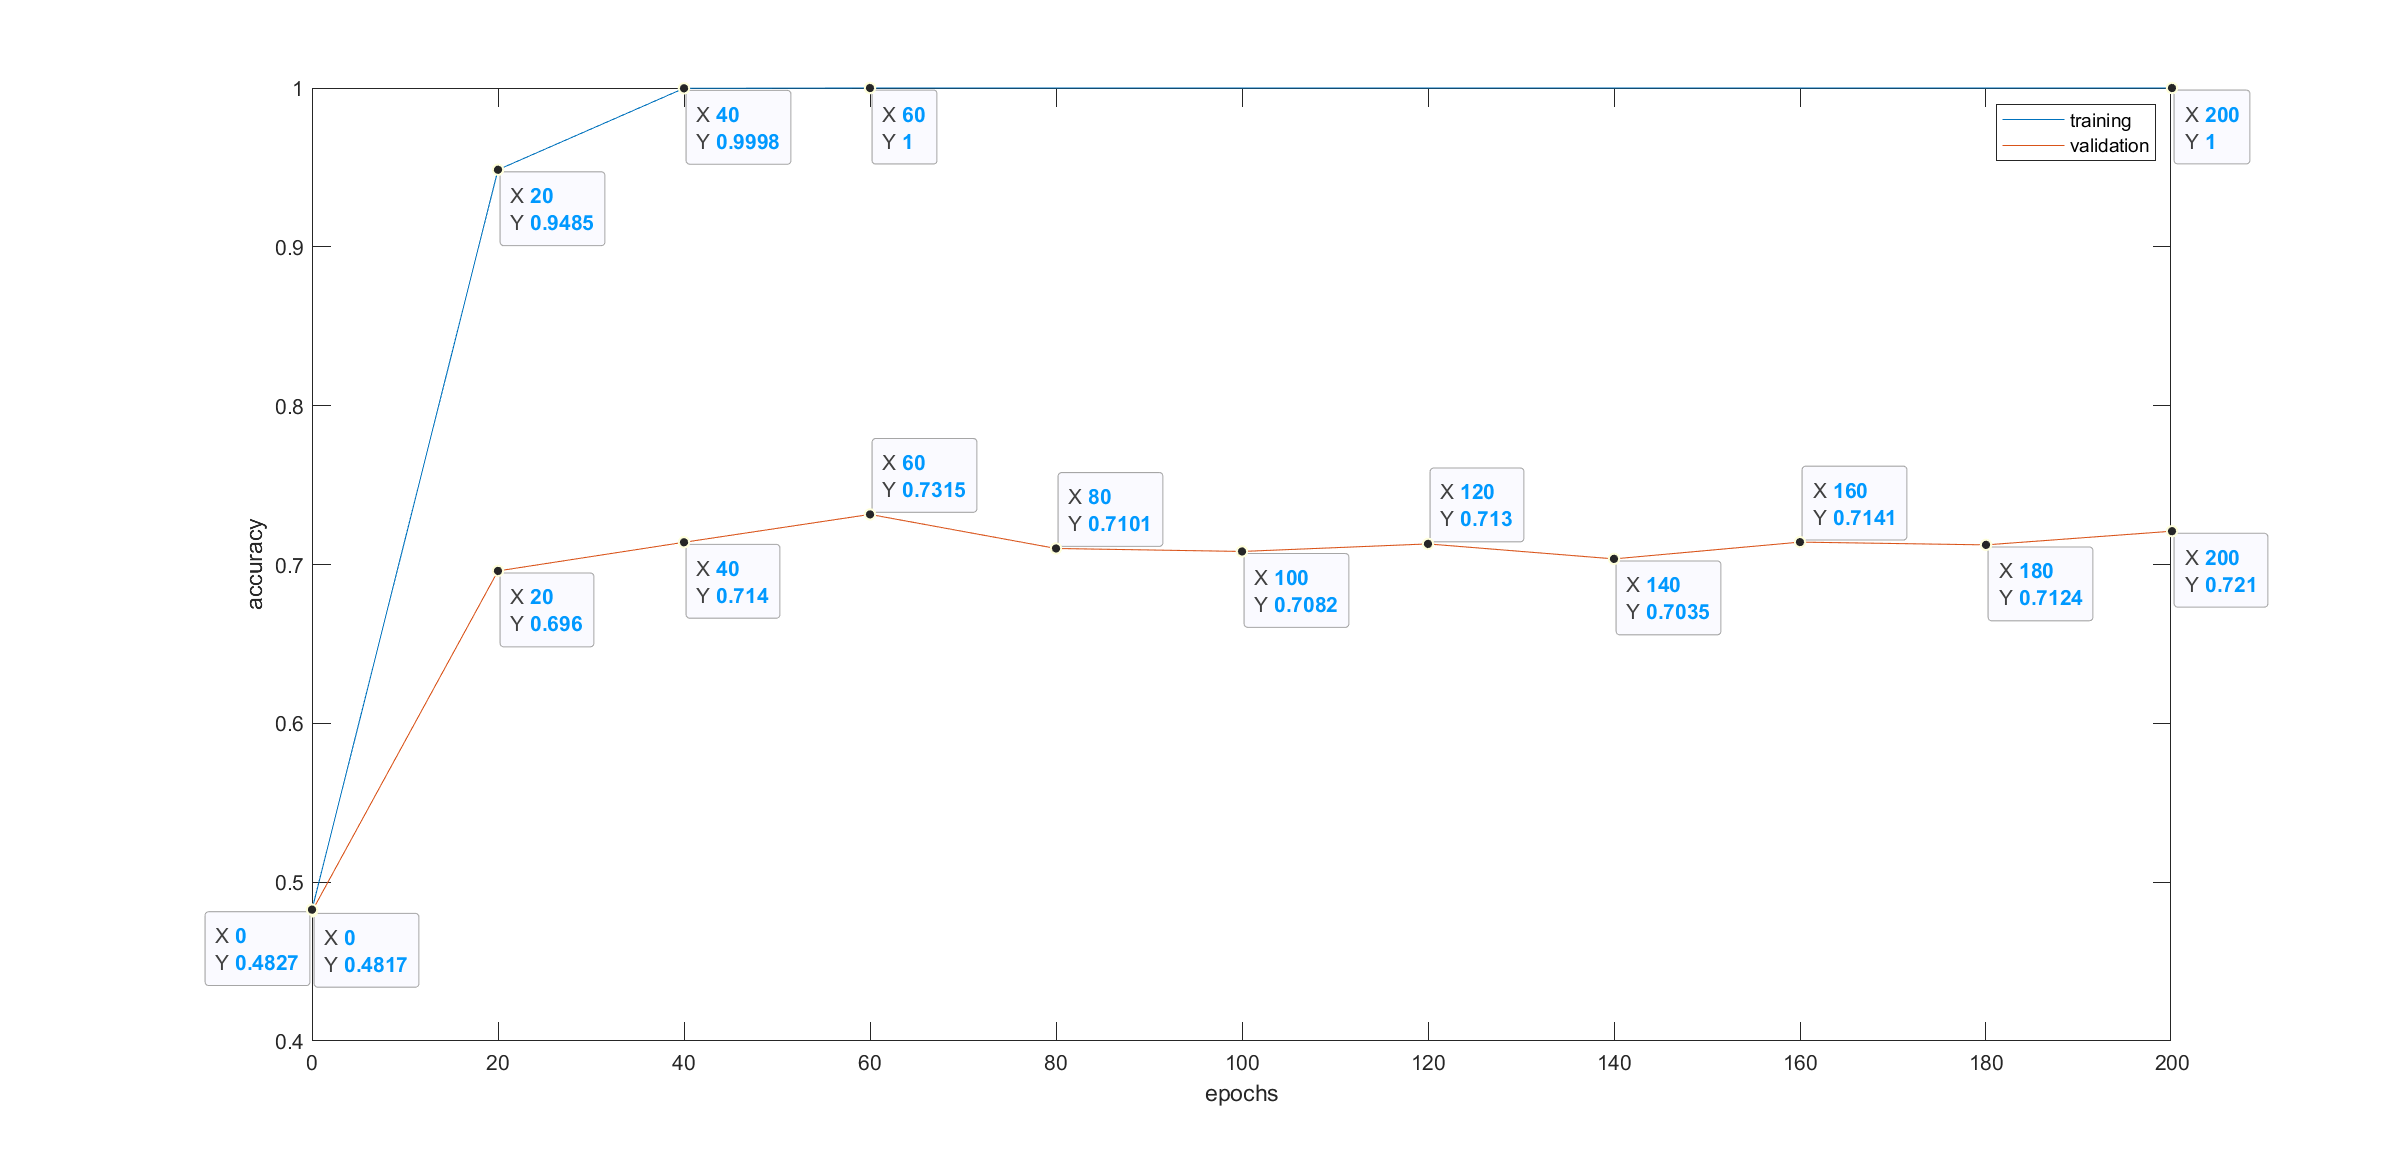 1
X 40
Y 0.9998
X 60
Y 1
X 200
Y 1
training
validation
X 20
Y 0.9485
0.9
0.8
X 60
Y 0.7315
X 80
Y 0.7101
X 120
Y 0.713
X 160
Y 0.7141
accuracy
0.7
X 20
Y 0.696
X 40
Y 0.714
X 100
Y 0.7082
X 140
Y 0.7035
X 180
Y 0.7124
X 200
Y 0.721
0.6
0.5
X 0
Y 0.4827
X 0
Y 0.4817
0.4
0 20 40 60 80 100 120 140 160 180 200
epochs